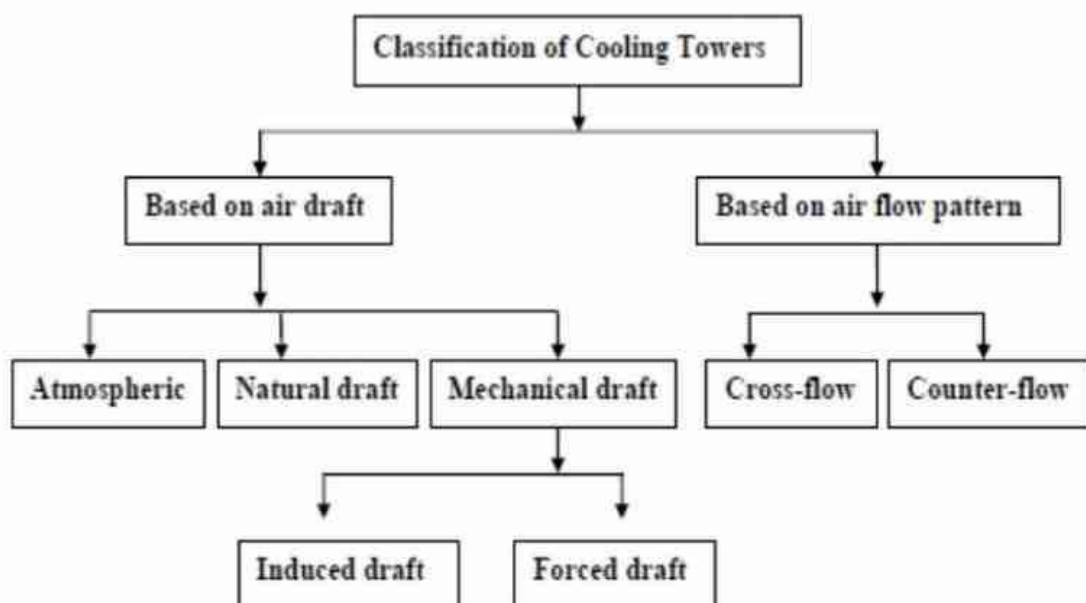 Classification of Cooling Towers
Based on air draft
Based on air flow pattern
Atmospheric
Natural draft
Mechanical draft
Cross-flow
Counter-flow
Induced draft
Forced draft